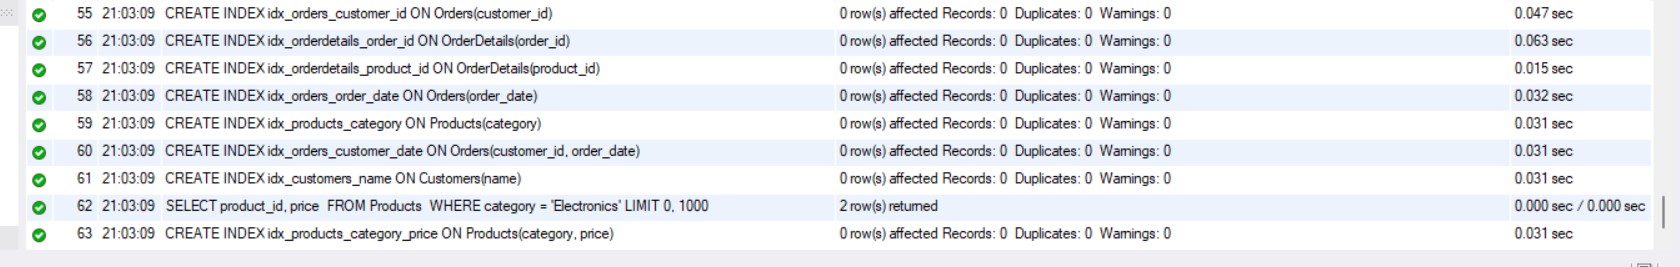 55 21:03:09 CREATE INDEX idx_orders_customer_id ON Orders(customer_id) 0 row(s) affected Records: 0 Duplicates: 0 Warnings: 0 0.047 sec
56 21:03:09 CREATE INDEX idx_orderdetails_order_id ON OrderDetails(order_id) 0 row(s) affected Records: 0 Duplicates: 0 Warnings: 0 0.063 sec
57 21:03:09 CREATE INDEX idx_orderdetails_product_id ON OrderDetails(product_id) 0 row(s) affected Records: 0 Duplicates: 0 Warnings: 0 0.015 sec
58 21:03:09 CREATE INDEX idx_orders_order_date ON Orders(order_date) 0 row(s) affected Records: 0 Duplicates: 0 Warnings: 0 0.032 sec
59 21:03:09 CREATE INDEX idx_products_category ON Products(category) 0 row(s) affected Records: 0 Duplicates: 0 Warnings: 0 0.031 sec
60 21:03:09 CREATE INDEX idx_orders_customer_date ON Orders(customer_id, order_date) 0 row(s) affected Records: 0 Duplicates: 0 Warnings: 0 0.031 sec
61 21:03:09 CREATE INDEX idx_customers_name ON Customers(name) 0 row(s) affected Records: 0 Duplicates: 0 Warnings: 0 0.031 sec
62 21:03:09 SELECT product_id, price FROM Products WHERE category = 'Electronics' LIMIT 0, 1000 2 row(s) returned 0.000 sec / 0.000 sec
63 21:03:09 CREATE INDEX idx_products_category_price ON Products(category, price) 0 row(s) affected Records: 0 Duplicates: 0 Warnings: 0 0.031 sec